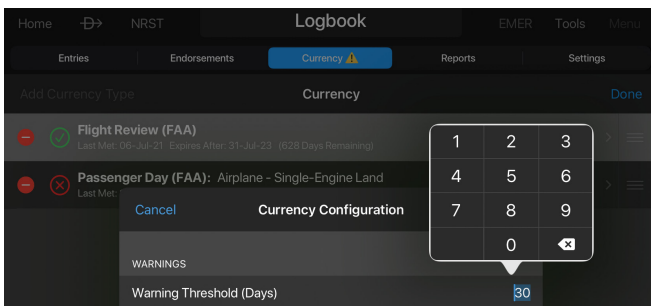 Home D NRST Logbook EMER Tools Menu
Entries Endorsements Currency Reports Settings
Add Currency Type Currency Done
Flight Review (FAA)
Last Met: 06-Jul-21 Expires After: 31-Jul-23 (628 Days Remaining)
Passenger Day (FAA): Airplane - Single-Engine Land
Last Met:
Cancel Currency Configuration
1 2 3
4 5 6
7 8 9
0
WARNINGS
Warning Threshold (Days) 30